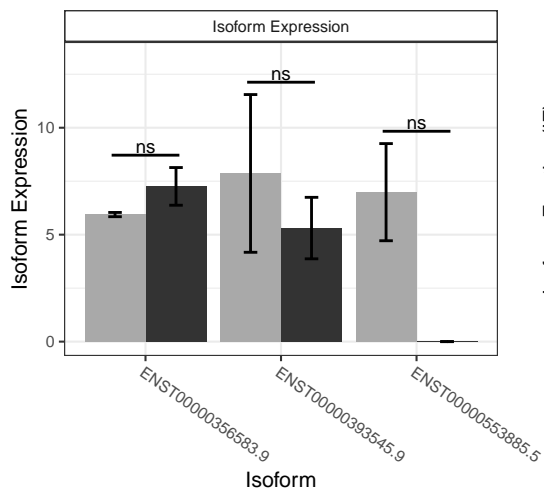 Isoform Expression
ns
ns
ns
10
5
0
Isoform Expression
ENST00000356583.9
ENST00000393545.9
ENST00000553885.5
Isoform